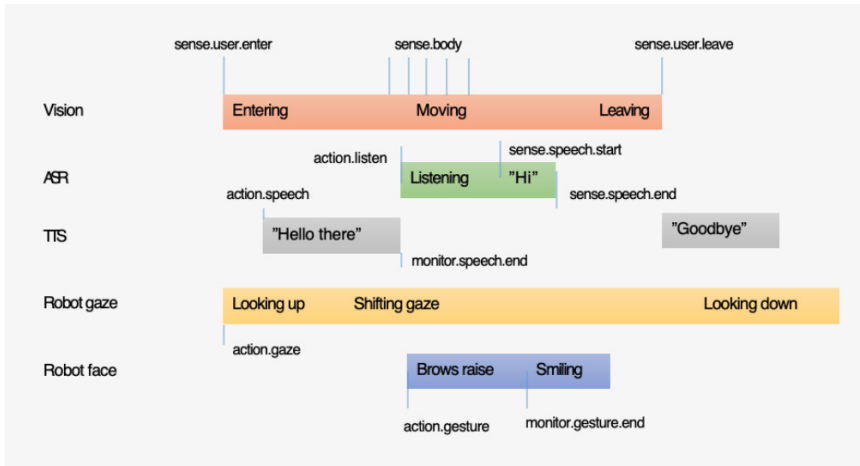 sense.user.enter
sense.body
sense.user.leave
Vision
Entering
Moving
Leaving
action.listen
sense.speech.start
ASR
Listening
"Hi"
sense.speech.end
action.speech
TTS
"Hello there"
"Goodbye"
monitor.speech.end
Robot gaze
Looking up
Shifting gaze
Looking down
action.gaze
Robot face
Brows raise
Smiling
action.gesture
monitor.gesture.end